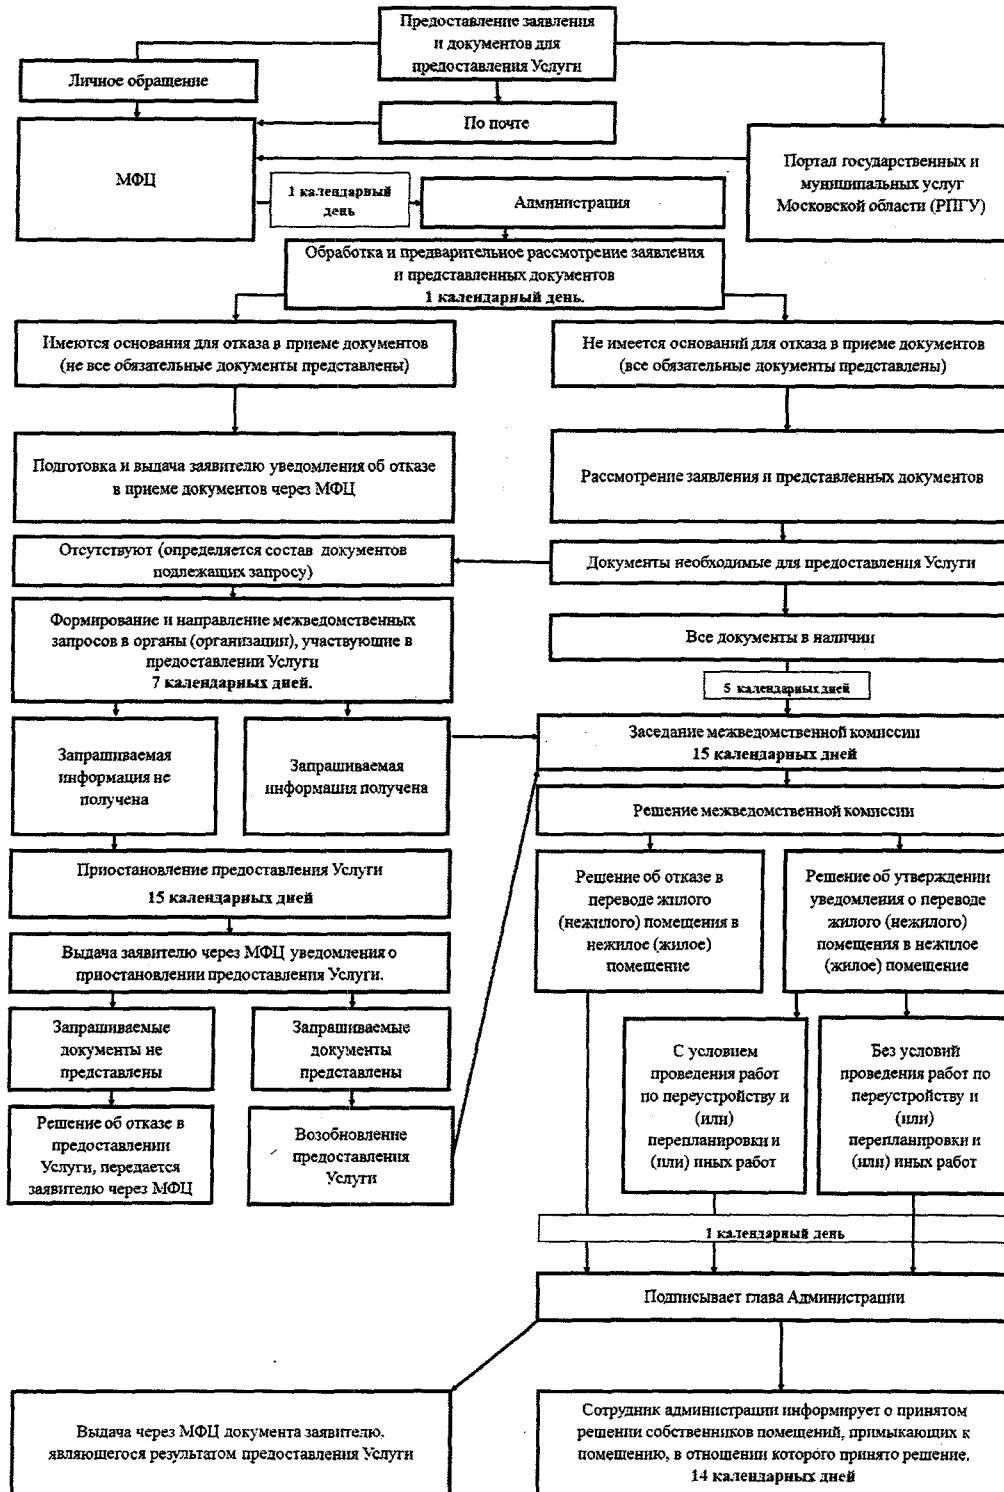 Предоставление заявления
и документов для
предоставления Услуги
Личное обращение
По почте
МФЦ
Портал государственных и
муниципальных услуг
Московской области (РПГУ)
1 календарный
день
Администрация
Обработка и предварительное рассмотрение заявления
и представленных документов
1 календарный день.
Имеются основания для отказа в приеме документов
(не все обязательные документы представлены)
Не имеется оснований для отказа в приеме документов
(все обязательные документы представлены)
Подготовка и выдача заявителю уведомления об отказе
в приеме документов через МФЦ
Рассмотрение заявления и представленных документов
Отсутствуют (определяется состав документов
подлежащих запросу)
Документы необходимые для предоставления Услуги
Формирование и направление межведомственных
запросов в органы (организации), участвующие в
предоставлении Услуги
7 календарных дней.
Все документы в наличии
5 календарных дней
Запрашиваемая
информация не
получена
Запрашиваемая
информация получена
Заседание межведомственной комиссии
15 календарных дней
Решение межведомственной комиссии
Приостановление предоставления Услуги
15 календарных дней
Решение об отказе в
переводе жилого
(нежилого) помещения в
нежилое (жилое)
помещение
Решение об утверждении
уведомления о переводе
жилого (нежилого)
помещения в нежилое
(жилое) помещение
Выдача заявителю через МФЦ уведомления о
приостановлении предоставления Услуги.
Запрашиваемые
документы не
представлены
Запрашиваемые
документы
представлены
С условием
проведения работ
по переустройству и
(или)
перепланировки и
(или) иных работ
Без условий
проведения работ по
переустройству и
(или)
перепланировки и
(или) иных работ
Решение об отказе в
предоставлении
Услуги, передается
заявителю через МФЦ
Возобновление
предоставления
Услуги
1 календарный день
Подписывает глава Администрации
Выдача через МФЦ документа заявителю,
являющегося результатом предоставления Услуги
Сотрудник администрации информирует о принятом
решении собственников помещений, примыкающих к
помещению, в отношении которого принято решение.
14 календарных дней